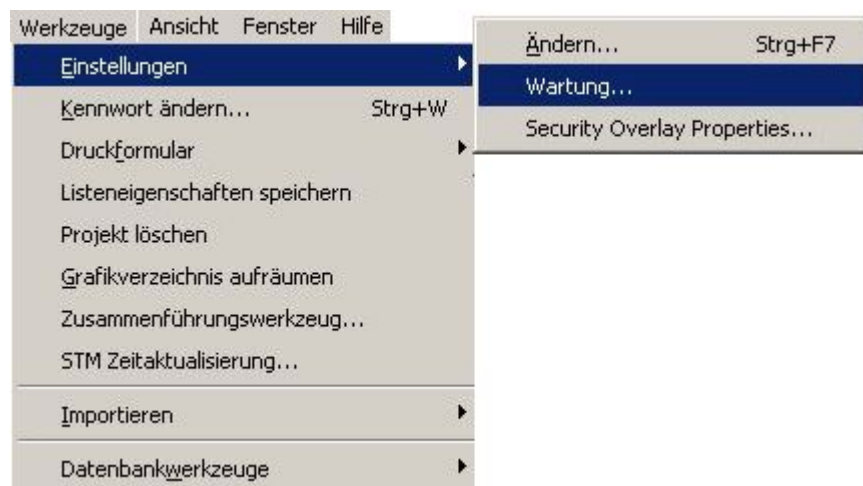 Werkzeuge Ansicht Fenster Hilfe
Einstellungen
Kennwort ändern... Strg+W
Druckformular
Listeneigenschaften speichern
Projekt löschen
Grafikverzeichnis aufräumen
Zusammenführungswerkzeug...
STM Zeitaktualisierung...
Importieren
Datenbankwerkzeuge
Ändern... Strg+F7
Wartung...
Security Overlay Properties...